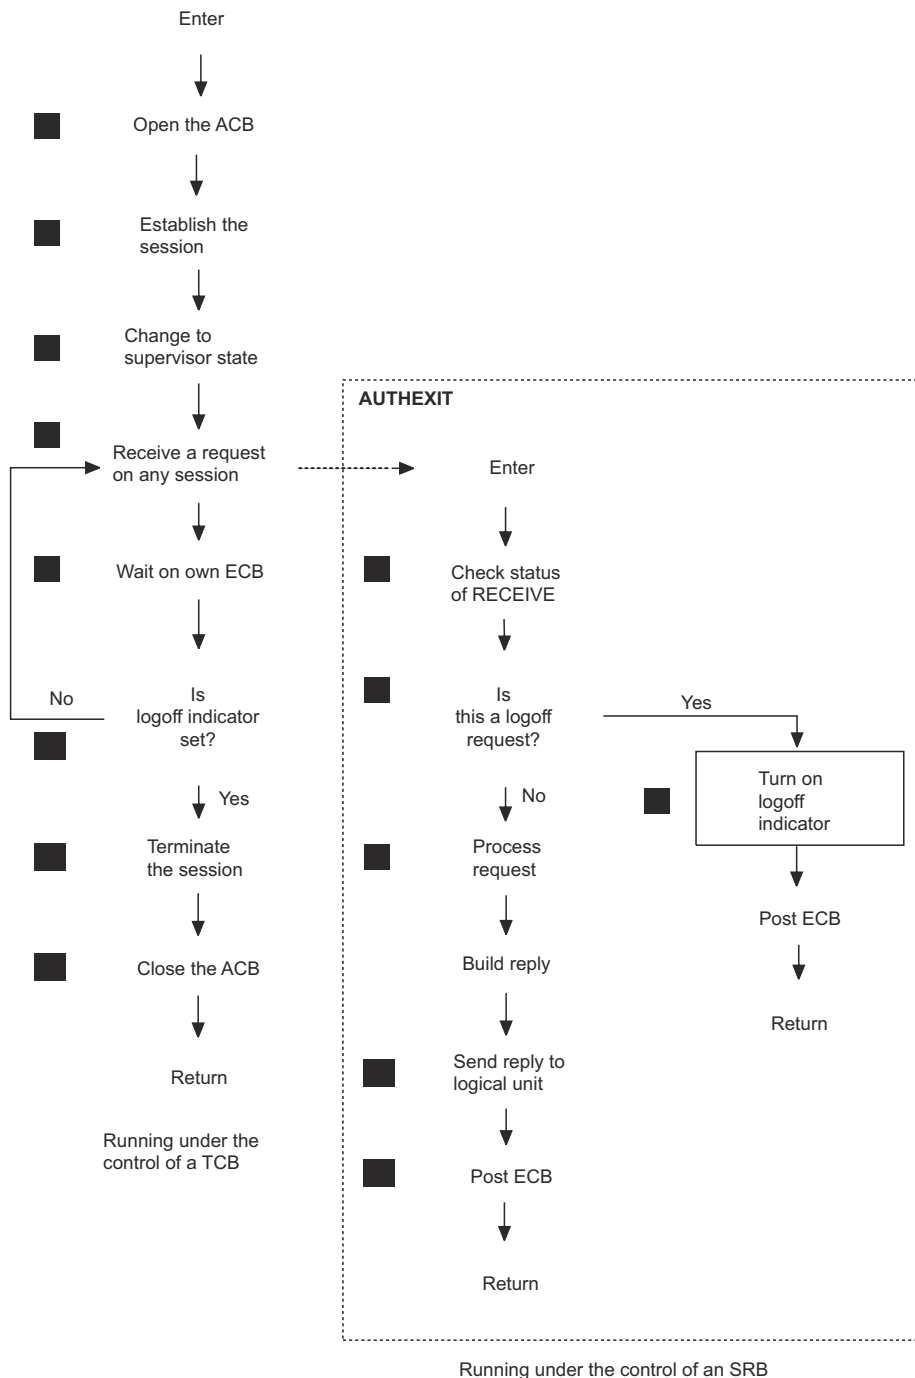 Enter
Open the ACB
Establish the
session
Change to
supervisor state
Receive a request
on any session
Wait on own ECB
No
Is
logoff indicator
set?
Yes
Terminate
the session
Close the ACB
Return
Running under the
control of a TCB
AUTHEXIT
Enter
Check status
of RECEIVE
Is
this a logoff
request?
Yes
No
Turn on
logoff
indicator
Post ECB
Return
Process
request
Build reply
Send reply to
logical unit
Post ECB
Return
Running under the control of an SRB